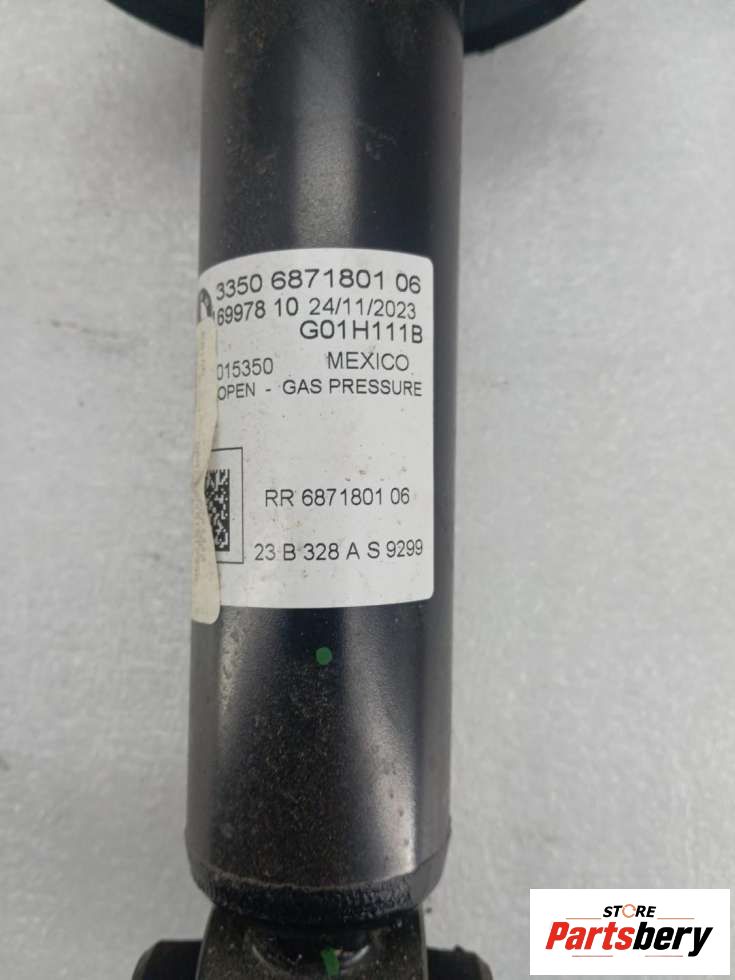 3350 6871801 06
69978 10 24/11/2023
G01H111B
015350 MEXICO
OPEN - GAS PRESSURE
RR 6871801 06
23 B 328 A S 9299
STORE
Partsbery